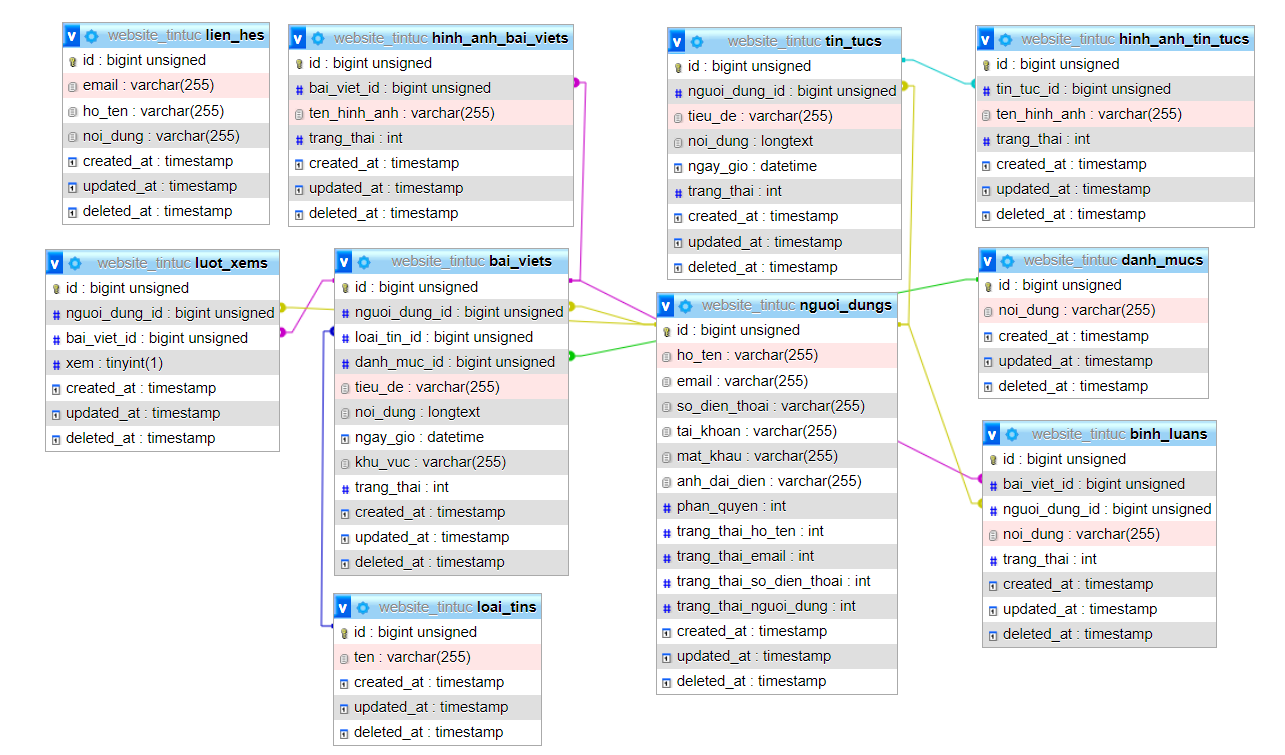 website_tintuc lien_hes
id : bigint unsigned
email : varchar(255)
ho_ten : varchar(255)
noi_dung : varchar(255)
created_at : timestamp
updated_at : timestamp
deleted_at : timestamp
website_tintuc hinh_anh_bai_viets
id : bigint unsigned
bai_viet_id : bigint unsigned
ten_hinh_anh : varchar(255)
trang_thai : int
created_at : timestamp
updated_at : timestamp
deleted_at : timestamp
website_tintuc tin_tucs
id : bigint unsigned
nguoi_dung_id : bigint unsigned
tieu_de : varchar(255)
noi_dung : longtext
ngay_gio : datetime
trang_thai : int
created_at : timestamp
updated_at : timestamp
deleted_at : timestamp
website_tintuc hinh_anh_tin_tucs
id : bigint unsigned
tin_tuc_id : bigint unsigned
ten_hinh_anh : varchar(255)
trang_thai : int
created_at : timestamp
updated_at : timestamp
deleted_at : timestamp
website_tintuc luot_xems
id : bigint unsigned
nguoi_dung_id : bigint unsigned
bai_viet_id : bigint unsigned
xem : tinyint(1)
created_at : timestamp
updated_at : timestamp
deleted_at : timestamp
website_tintuc bai_viets
id : bigint unsigned
nguoi_dung_id : bigint unsigned
loai_tin_id : bigint unsigned
danh_muc_id : bigint unsigned
tieu_de : varchar(255)
noi_dung : longtext
ngay_gio : datetime
khu_vuc : varchar(255)
trang_thai : int
created_at : timestamp
updated_at : timestamp
deleted_at : timestamp
website_tintuc nguoi_dungs
id : bigint unsigned
ho_ten : varchar(255)
email : varchar(255)
so_dien_thoai : varchar(255)
tai_khoan : varchar(255)
mat_khau : varchar(255)
anh_dai_dien : varchar(255)
phan_quyen : int
trang_thai_ho_ten : int
trang_thai_email : int
trang_thai_so_dien_thoai : int
trang_thai_nguoi_dung : int
created_at : timestamp
updated_at : timestamp
deleted_at : timestamp
website_tintuc danh_mucs
id : bigint unsigned
noi_dung : varchar(255)
created_at : timestamp
updated_at : timestamp
deleted_at : timestamp
website_tintuc binh_luans
id : bigint unsigned
bai_viet_id : bigint unsigned
nguoi_dung_id : bigint unsigned
noi_dung : varchar(255)
trang_thai : int
created_at : timestamp
updated_at : timestamp
deleted_at : timestamp
website_tintuc loai_tins
id : bigint unsigned
ten : varchar(255)
created_at : timestamp
updated_at : timestamp
deleted_at : timestamp